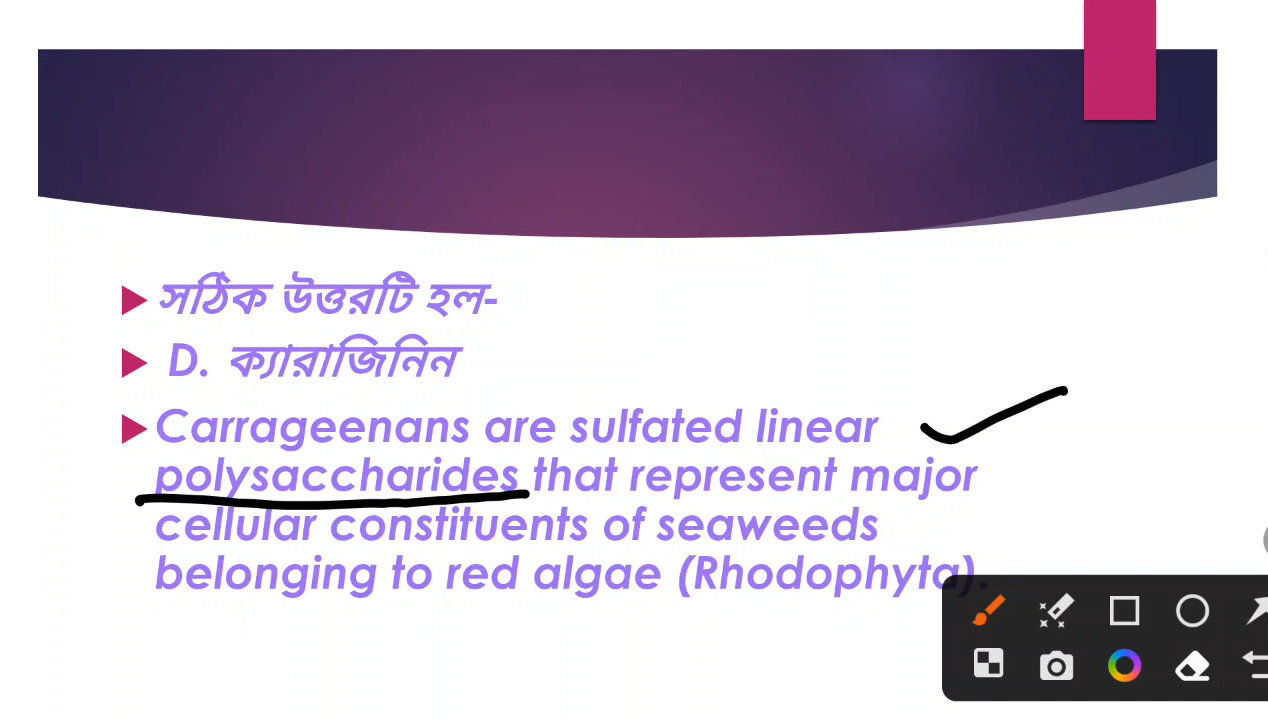 সঠিক উত্তরটি হল-
D. ক্যারাজিনিন
Carrageenans are sulfated linear
polysaccharides that represent major
cellular constituents of seaweeds
belonging to red algae (Rhodophyta).